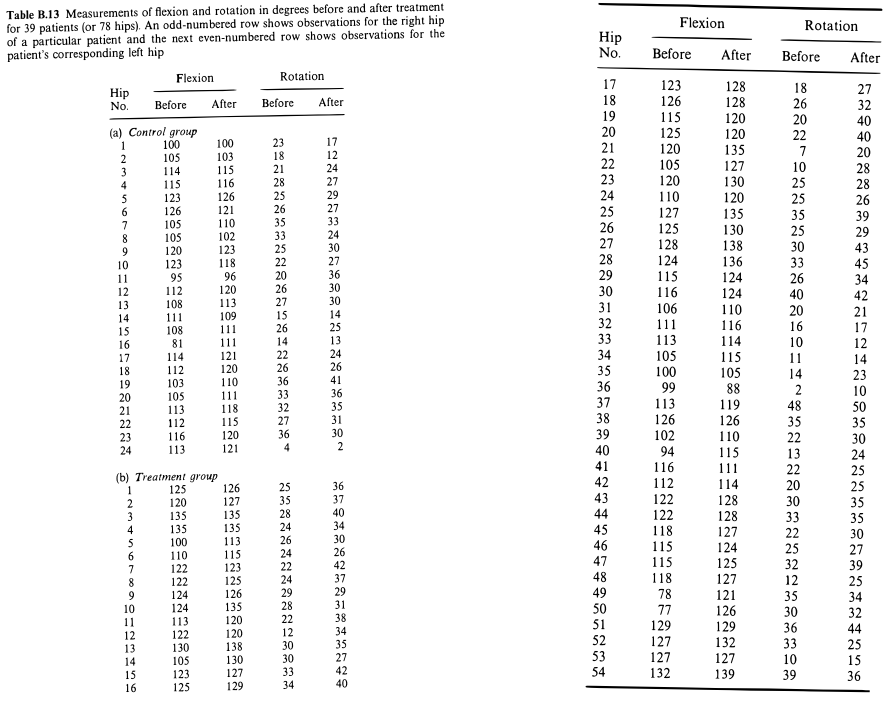 Table B.13 Measurements of flexion and rotation in degrees before and after treatment
for 39 patients (or 78 hips). An odd-numbered row shows observations for the right hip
of a particular patient and the next even-numbered row shows observations for the
patient's corresponding left hip
Flexion Rotation
Hip
No. Before After Before After
(a) Control group
1 100 100 23 17
2 105 103 18 12
3 114 115 21 24
4 115 116 28 27
5 123 126 25 29
6 126 121 26 27
7 105 110 35 33
8 105 102 33 24
9 120 123 25 30
10 123 118 22 27
11 95 96 20 36
12 112 120 26 30
13 108 113 27 30
14 111 109 15 14
15 108 111 26 25
16 81 111 14 13
17 114 121 22 24
18 112 120 26 26
19 103 110 36 41
20 105 111 33 36
21 113 118 32 35
22 112 115 27 31
23 116 120 36 30
24 113 121 4 2
(b) Treatment group
1 125 126 25 36
2 120 127 35 37
3 135 135 28 40
4 135 135 24 34
5 100 113 26 30
6 110 115 24 26
7 122 123 22 42
8 122 125 24 37
9 124 126 29 29
10 124 135 28 31
11 113 120 22 38
12 122 120 12 34
13 130 138 30 35
14 105 130 30 27
15 123 127 33 42
16 125 129 34 40
Flexion Rotation
Hip
No. Before After Before After
17 123 128 18 27
18 126 128 26 32
19 115 120 20 40
20 125 120 22 40
21 120 135 7 20
22 105 127 10 28
23 120 130 25 28
24 110 120 25 26
25 127 135 35 39
26 125 130 25 29
27 128 138 30 43
28 124 136 33 45
29 115 124 26 34
30 116 124 40 42
31 106 110 20 21
32 111 116 16 17
33 113 114 10 12
34 105 115 11 14
35 100 105 14 23
36 99 88 2 10
37 113 119 48 50
38 126 126 35 35
39 102 110 22 30
40 94 115 13 24
41 116 111 22 25
42 112 114 20 25
43 122 128 30 35
44 122 128 33 35
45 118 127 22 30
46 115 124 25 27
47 115 125 32 39
48 118 127 12 25
49 78 121 35 34
50 77 126 30 32
51 129 129 36 44
52 127 132 33 25
53 127 127 10 15
54 132 139 39 36